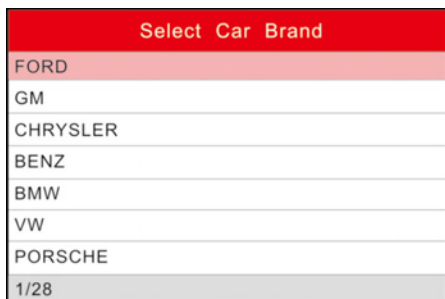 Select Car Brand
FORD
GM
CHRYSLER
BENZ
BMW
VW
PORSCHE
1/28